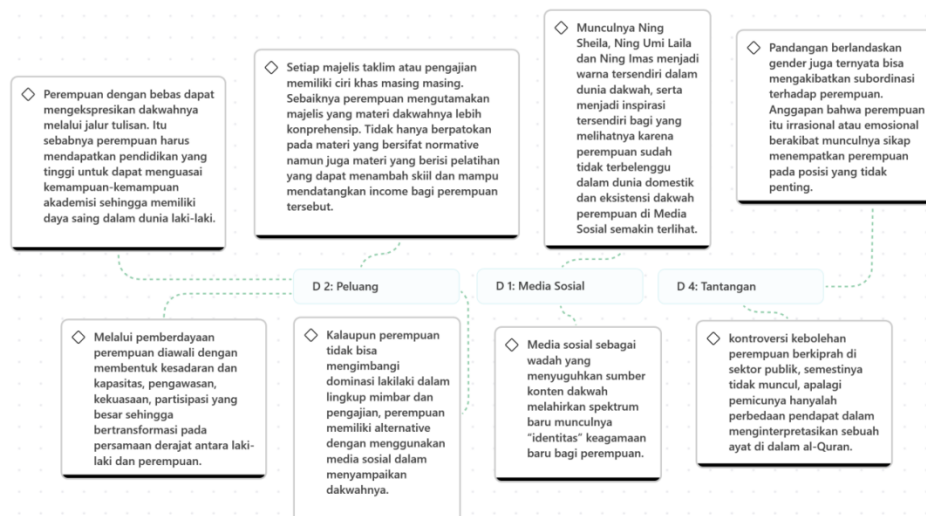 Perempuan dengan bebas dapat
mengekspresikan dakwahnya
melalui jalur tulisan. Itu
sebabnya perempuan harus
mendapatkan pendidikan yang
tinggi untuk dapat menguasai
kemampuan-kemampuan
akademisi sehingga memiliki
daya saing dalam dunia laki-laki.
Setiap majelis taklim atau pengajian
memiliki ciri khas masing masing.
Sebaiknya perempuan mengutamakan
majelis yang materi dakwahnya lebih
konprehensip. Tidak hanya berpatokan
pada materi yang bersifat normative
namun juga materi yang berisi pelatihan
yang dapat menambah skiil dan mampu
mendatangkan income bagi perempuan
tersebut.
Munculnya Ning
Sheila, Ning Umi Laila
dan Ning Imas menjadi
warna tersendiri dalam
dunia dakwah, serta
menjadi inspirasi
tersendiri bagi yang
melihatnya karena
perempuan sudah
tidak terbelenggu
dalam dunia domestik
dan eksistensi dakwah
perempuan di Media
Sosial semakin terlihat.
Pandangan berlandaskan
gender juga ternyata bisa
mengakibatkan subordinasi
terhadap perempuan.
Anggapan bahwa perempuan
itu irrasional atau emosional
berakibat munculnya sikap
menempatkan perempuan
pada posisi yang tidak
penting.
D 2: Peluang
D 1: Media Sosial
D 4: Tantangan
Melalui pemberdayaan
perempuan diawali dengan
membentuk kesadaran dan
kapasitas, pengawasan,
kekuasaan, partisipasi yang
besar sehingga
bertransformasi pada
persamaan derajat antara laki-
laki dan perempuan.
Kalaupun perempuan
tidak bisa
mengimbangi
dominasi lakilaki dalam
lingkup mimbar dan
pengajian, perempuan
memiliki alternative
dengan menggunakan
media sosial dalam
menyampaikan
dakwahnya.
Media sosial sebagai
wadah yang
menyuguhkan sumber
konten dakwah
melahirkan spektrum
baru munculnya
"identitas" keagamaan
baru bagi perempuan.
kontroversi kebolehan
perempuan berkiprah di
sektor publik, semestinya
tidak muncul, apalagi
pemicunya hanyalah
perbedaan pendapat dalam
menginterpretasikan sebuah
ayat di dalam al-Quran.